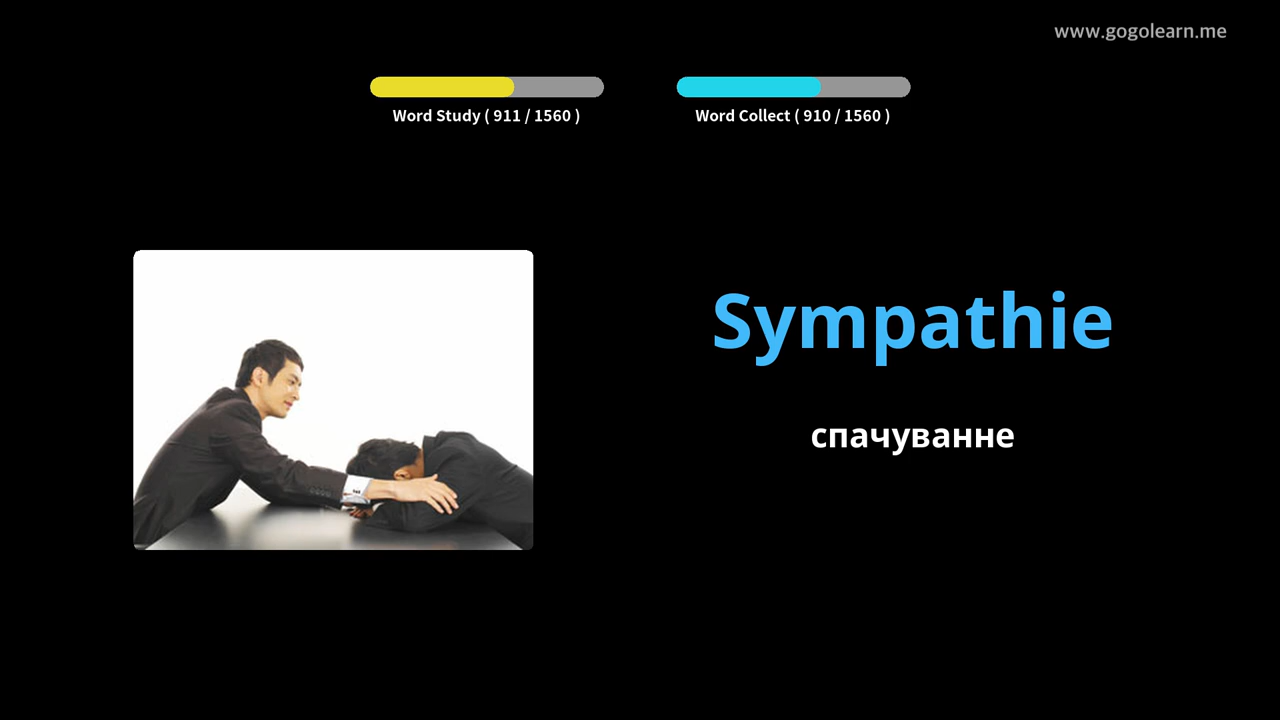 www.gogolearn.me
Word Study ( 911 / 1560 )
Word Collect ( 910 / 1560 )
Sympathie
спачуванне